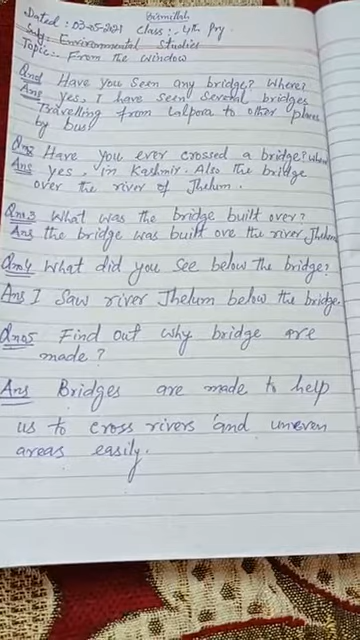 Bismillah
Dated: 03-05-2021 Class:- 4th Pry
Sub:- Environmental Studies
Topic:- From the window
Qno1 Have you Seen any bridge? Where?
Ans Yes, I have seen Several bridges
Travelling from Lalpora to other places
by bus
Qno2 Have you ever crossed a bridge? Where
Ans yes, in Kashmir. Also the bridge
over the river of Jhelum.
Qno3 What was the bridge built over?
Ans the bridge was built ove the river Jhelum
Qno4 What did you see below the bridge?
Ans I Saw river Jhelum below the bridge.
Qno5 Find out why bridge are
made?
Ans Bridges are made to help
us to cross rivers and uneven
areas easily.